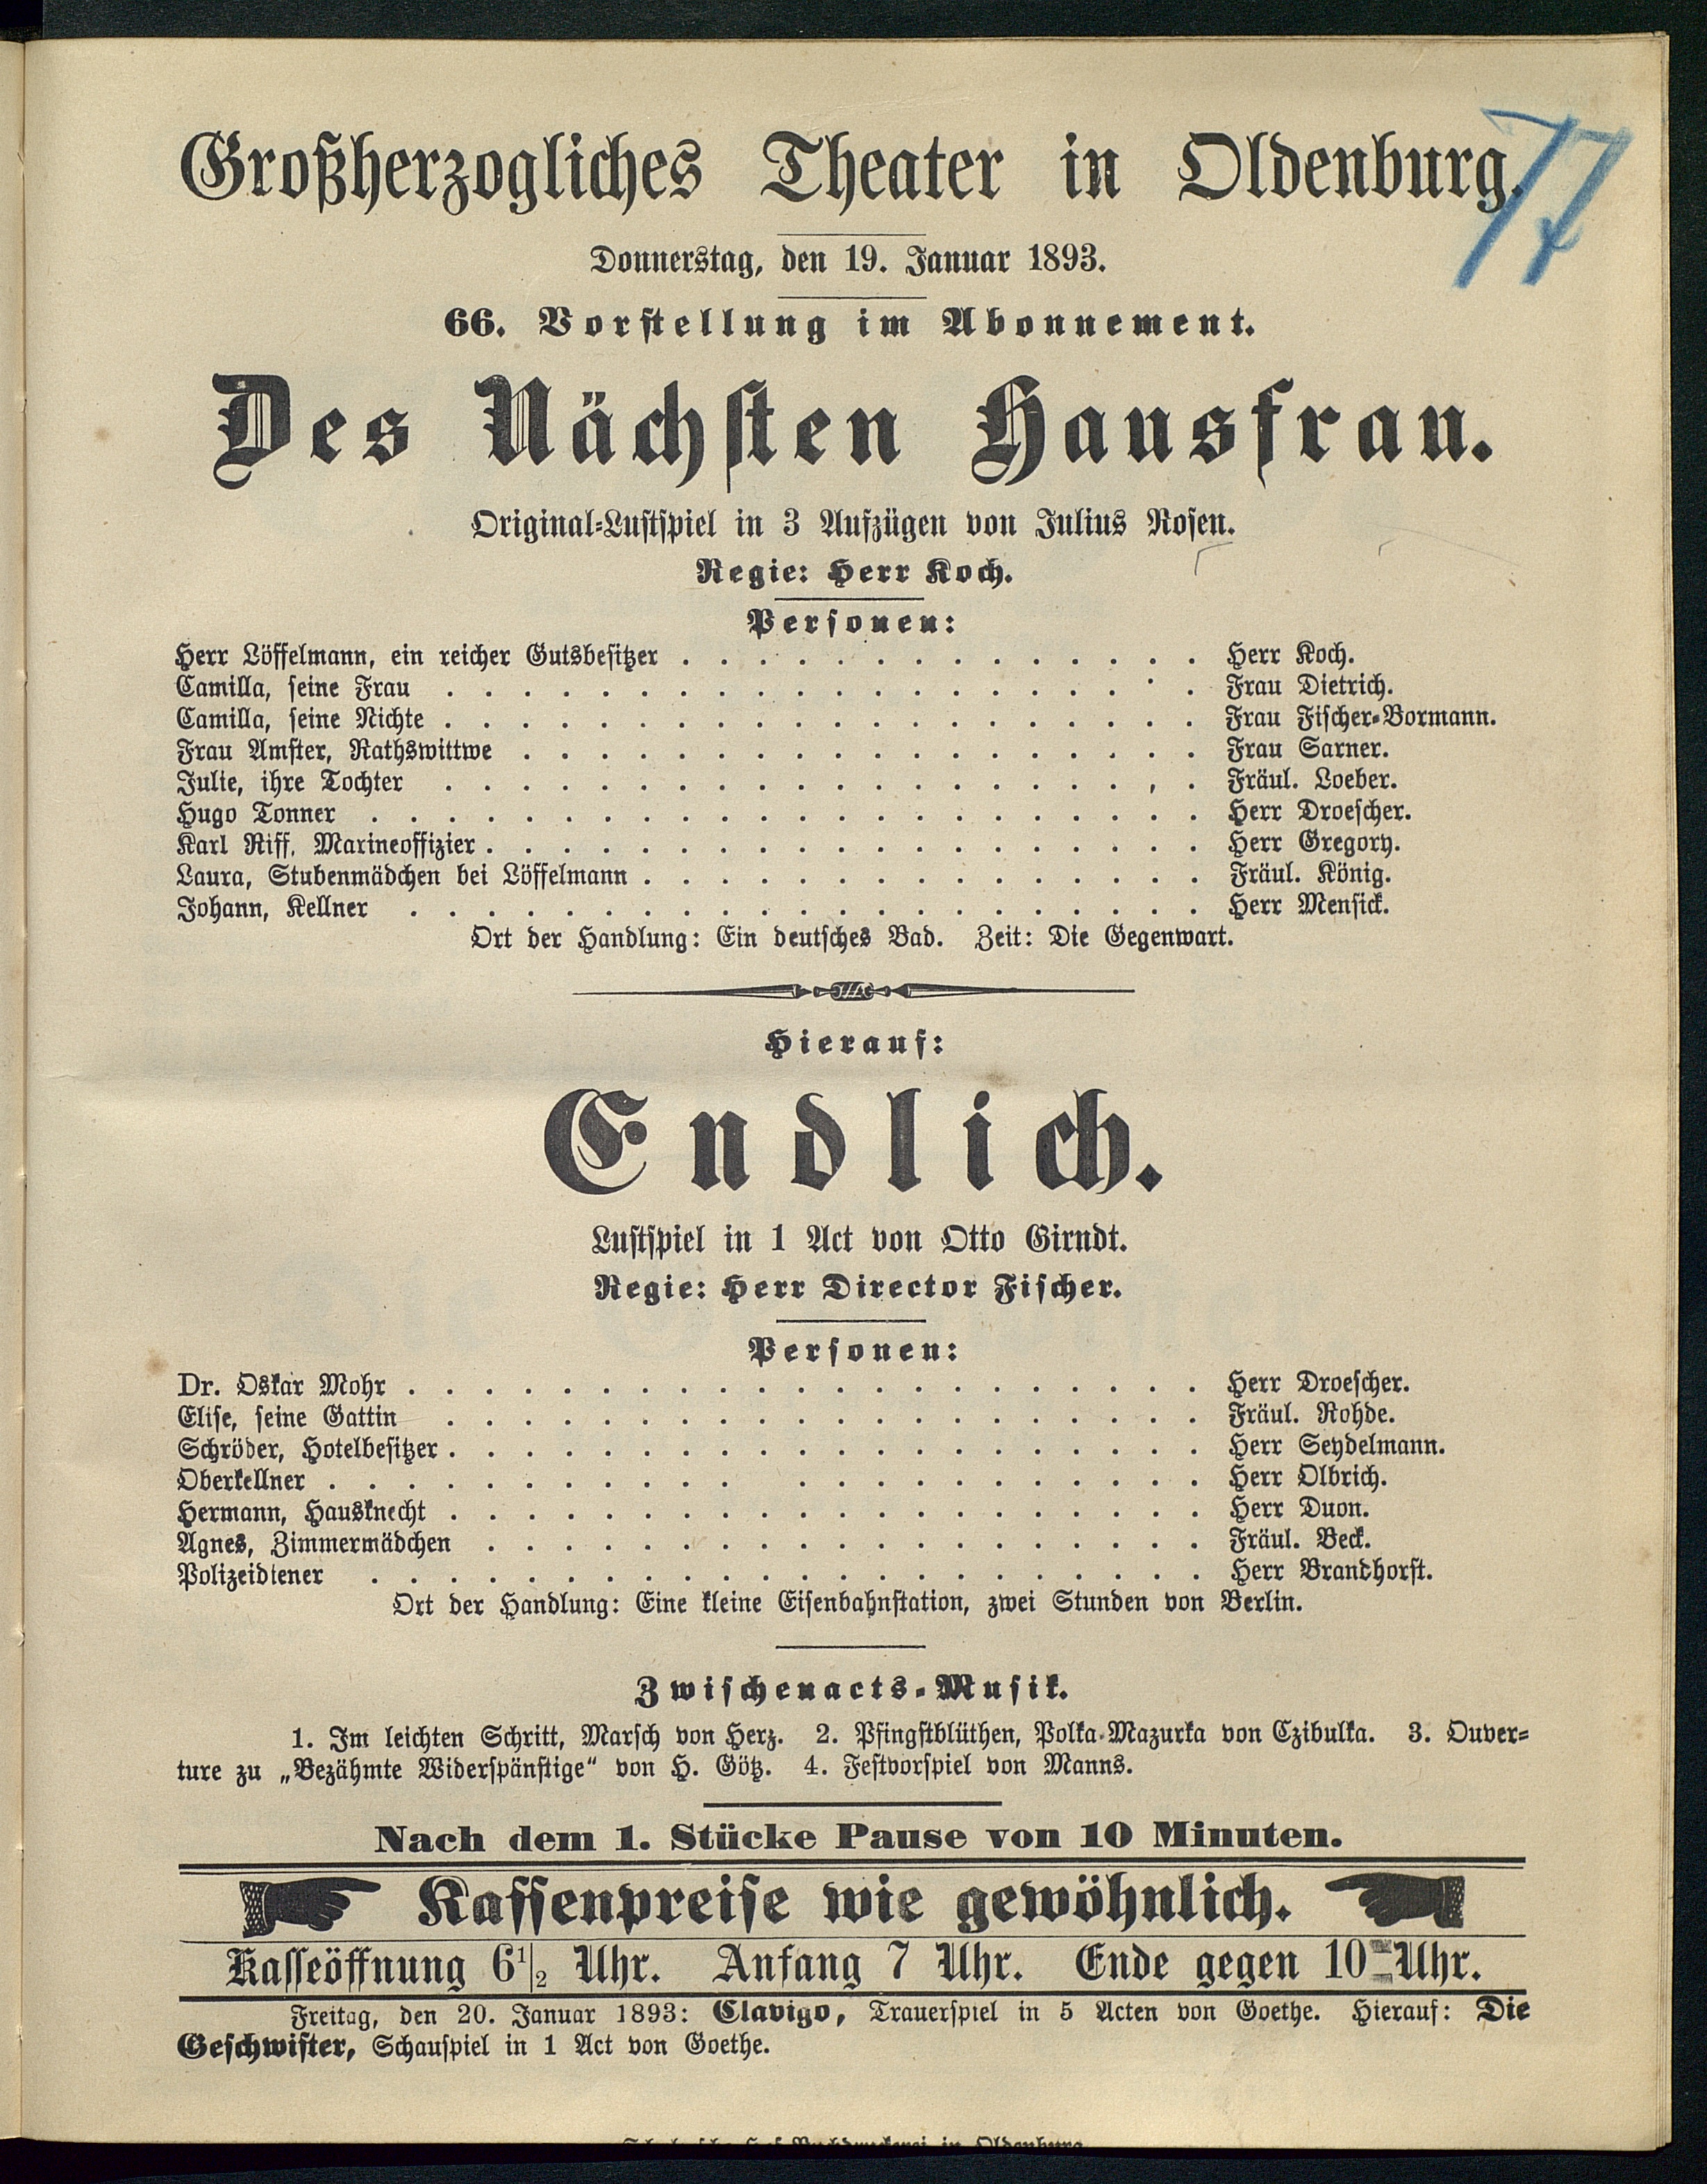 Großherzogliches Theater in Oldenburg.
77
Donnerstag, den 19. Januar 1893.
66. Vorstellung im Abonnement.
Des Nächsten Hausfrau.
Original-Lustspiel in 3 Aufzügen von Julius Rosen.
Regie: Herr Koch.
Personen:
Herr Löffelmann, ein reicher Gutsbesitzer . . . . . . . . . . . . . . Herr Koch.
Camilla, seine Frau . . . . . . . . . . . . . . . . . . . . Frau Dietrich.
Camilla, seine Nichte . . . . . . . . . . . . . . . . . . . . Frau Fischer-Bormann.
Frau Amster, Rathswittwe . . . . . . . . . . . . . . . . . . Frau Sarner.
Julie, ihre Tochter . . . . . . . . . . . . . . . . . . , . Fräul. Loeber.
Hugo Tonner . . . . . . . . . . . . . . . . . . . . . . Herr Droescher.
Karl Riff, Marineoffizier . . . . . . . . . . . . . . . . . . . Herr Gregory.
Laura, Stubenmädchen bei Löffelmann . . . . . . . . . . . . . . . Fräul. König.
Johann, Kellner . . . . . . . . . . . . . . . . . . . . . Herr Mensick.
Ort der Handlung: Ein deutsches Bad. Zeit: Die Gegenwart.
Hierauf:
Endlich.
Lustspiel in 1 Act von Otto Girndt.
Regie: Herr Director Fischer.
Personen:
Dr. Oskar Mohr . . . . . . . . . . . . . . . . . . . . . Herr Droescher.
Elise, seine Gattin . . . . . . . . . . . . . . . . . . . . Fräul. Rohde.
Schröder, Hotelbesitzer . . . . . . . . . . . . . . . . . . . . Herr Seydelmann.
Oberkellner . . . . . . . . . . . . . . . . . . . . . . Herr Olbrich.
Hermann, Hausknecht . . . . . . . . . . . . . . . . . . . . Herr Duon.
Agnes, Zimmermädchen . . . . . . . . . . . . . . . . . . . Fräul. Beck.
Polizeidiener . . . . . . . . . . . . . . . . . . . . . . Herr Brandhorst.
Ort der Handlung: Eine kleine Eisenbahnstation, zwei Stunden von Berlin.
Zwischenacts-Musik.
1. Im leichten Schritt, Marsch von Herz. 2. Pfingstblüthen, Polka-Mazurka von Czibulka. 3. Ouver-
ture zu „Bezähmte Widerspänstige“ von H. Götz. 4. Festvorspiel von Manns.
Nach dem 1. Stücke Pause von 10 Minuten.
Kassenpreise wie gewöhnlich.
Kasseöffnung 6½ Uhr. Anfang 7 Uhr. Ende gegen 10 Uhr.
Freitag, den 20. Januar 1893: Clavigo, Trauerspiel in 5 Acten von Goethe. Hierauf: Die
Geschwister, Schauspiel in 1 Act von Goethe.
in Oldenburg